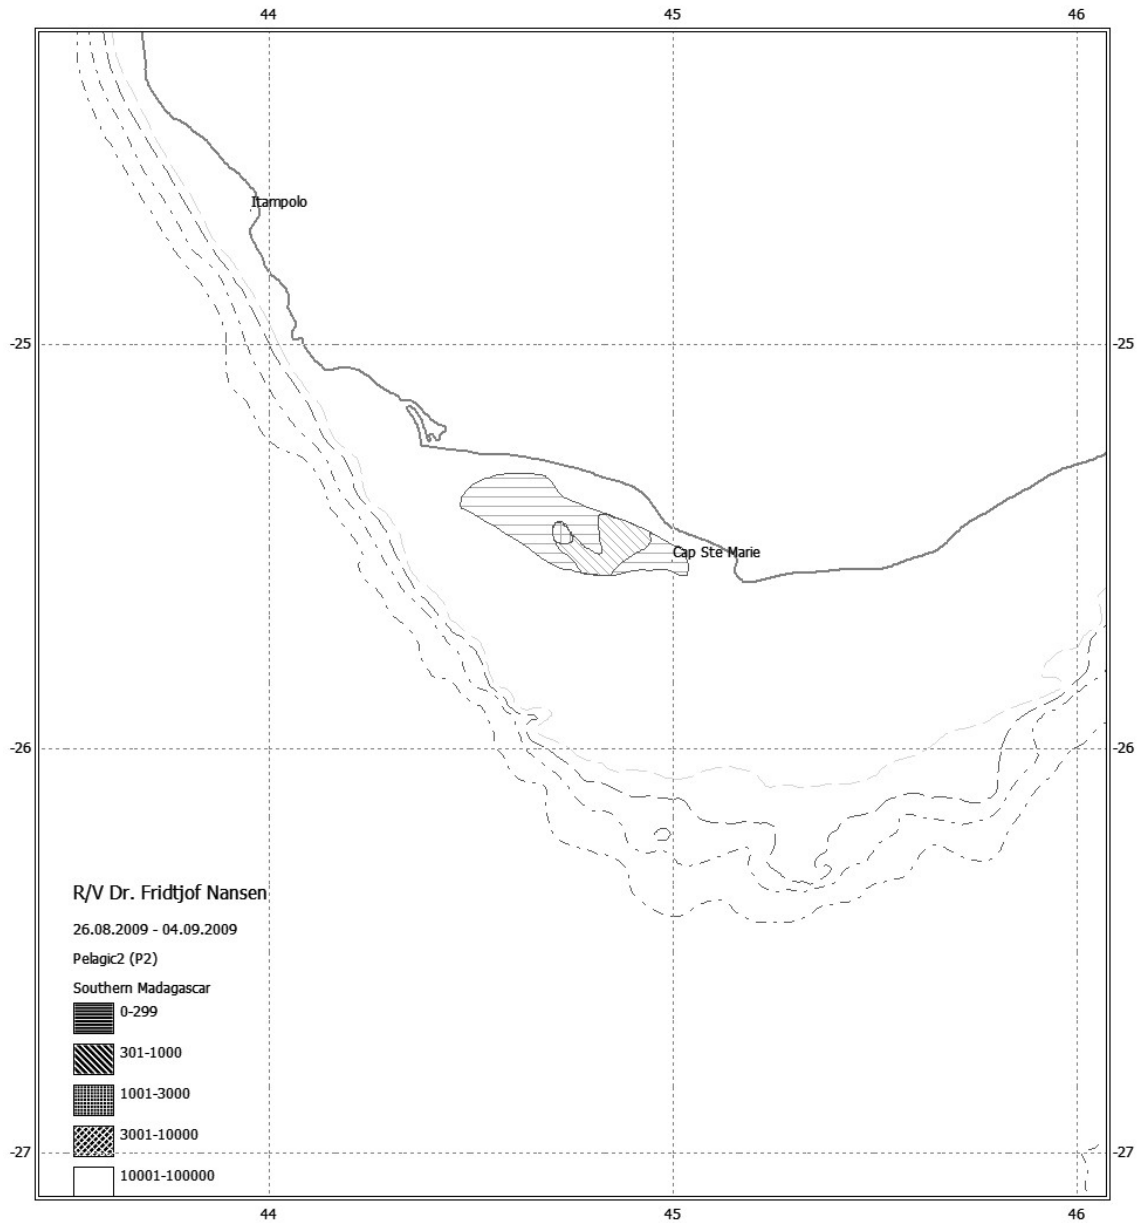 44 45 46
Itampolo
-25 -25
Cap Ste Marie
-26 -26
R/V Dr. Fridtjof Nansen
26.08.2009 - 04.09.2009
Pelagic2 (P2)
Southern Madagascar
0-299
301-1000
1001-3000
3001-10000
-27 -27
10001-100000
44 45 46